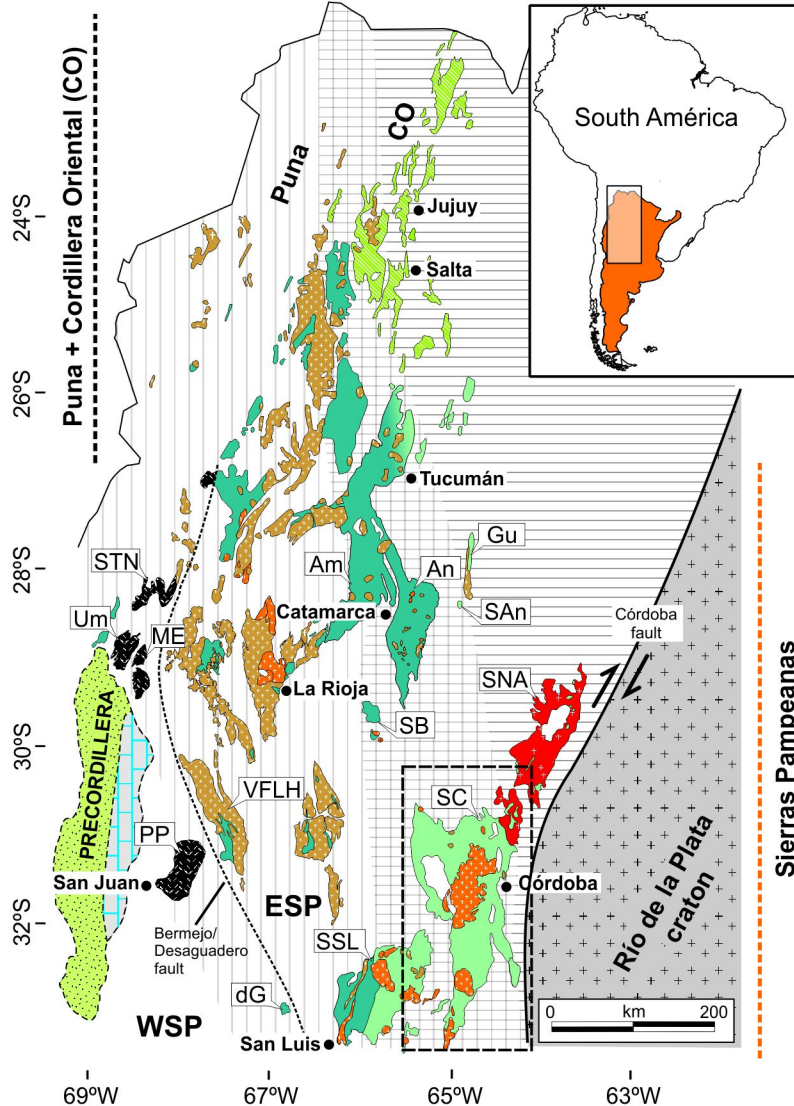 Puna + Cordillera Oriental (CO)
Puna
CO
South América
24ºS
Jujuy
Salta
26ºS
Tucumán
Gu
STN
28ºS
Am
An
Um
ME
Catamarca
SAn
Córdoba
fault
La Rioja
SNA
SB
30ºS
PRECORDILLERA
VFLH
SC
PP
San Juan
Córdoba
32ºS
ESP
Bermejo/
Desaguadero
fault
SSL
Río de la Plata
craton
Sierras Pampeanas
dG
WSP
San Luis
0 km 200
69ºW 67ºW 65ºW 63ºW